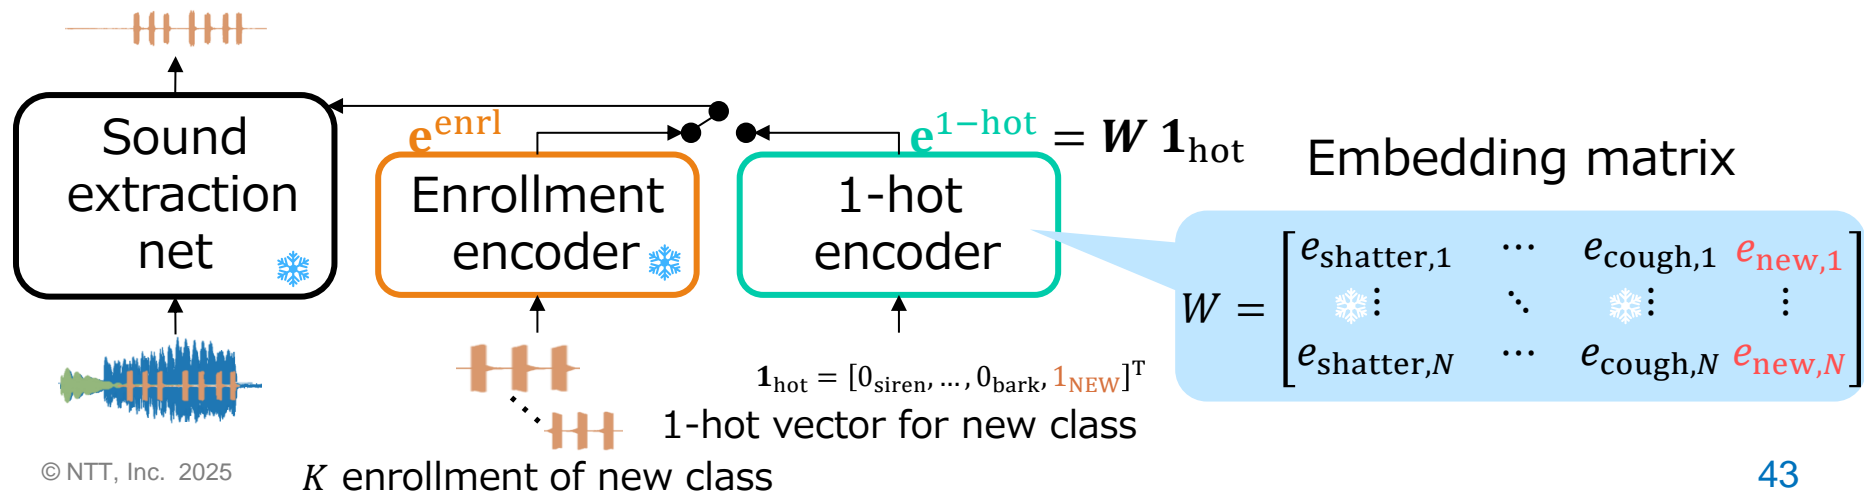 Sound
extraction
net
e^enrl
Enrollment
encoder
e^1−hot = W 1_hot
1-hot
encoder
Embedding matrix
W = [e_shatter,1 ⋯ e_cough,1 e_new,1
⋮ ⋱ ⋮ ⋮
e_shatter,N ⋯ e_cough,N e_new,N]
1_hot = [0_siren, …, 0_bark, 1_NEW]^T
1-hot vector for new class
K enrollment of new class
© NTT, Inc. 2025
43